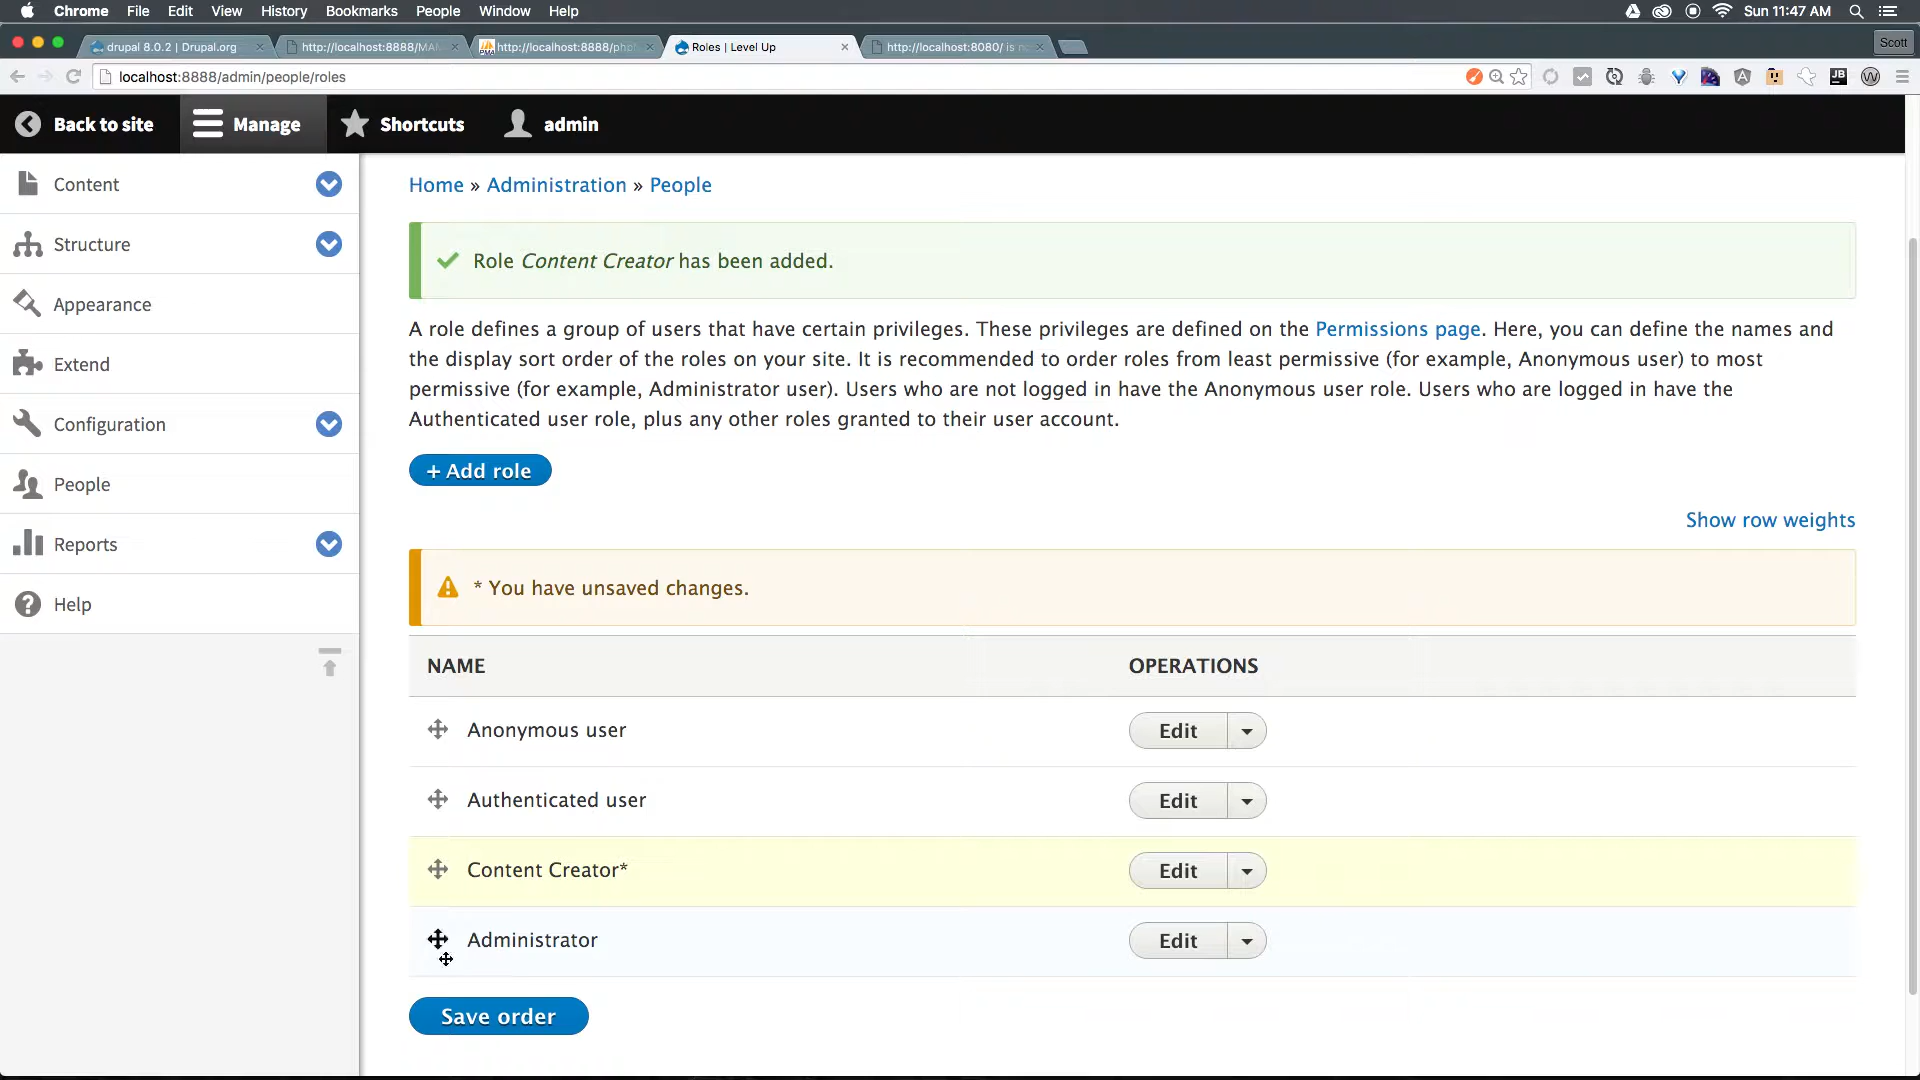 Chrome File Edit View History Bookmarks People Window Help Sun 11:47 AM
drupal 8.0.2 | Drupal.org http://localhost:8888/MA http://localhost:8888/php Roles | Level Up http://localhost:8080/ is Scott
localhost:8888/admin/people/roles
Back to site Manage Shortcuts admin
Content
Structure
Appearance
Extend
Configuration
People
Reports
Help
Home » Administration » People
Role Content Creator has been added.
A role defines a group of users that have certain privileges. These privileges are defined on the Permissions page. Here, you can define the names and
the display sort order of the roles on your site. It is recommended to order roles from least permissive (for example, Anonymous user) to most
permissive (for example, Administrator user). Users who are not logged in have the Anonymous user role. Users who are logged in have the
Authenticated user role, plus any other roles granted to their user account.
+ Add role
Show row weights
* You have unsaved changes.
NAME OPERATIONS
Anonymous user Edit
Authenticated user Edit
Content Creator* Edit
Administrator Edit
Save order